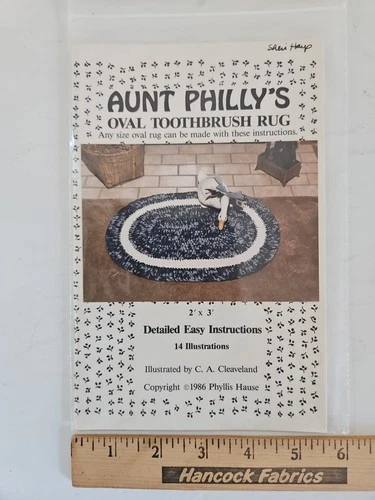 Sheri Hays
AUNT PHILLY'S
OVAL TOOTHBRUSH RUG
Any size oval rug can be made with these instructions.
2' x 3'
Detailed Easy Instructions
14 Illustrations
Illustrated by C. A. Cleaveland
Copyright ©1986 Phyllis Hause
1 2 3 4 5 6
Hancock Fabrics